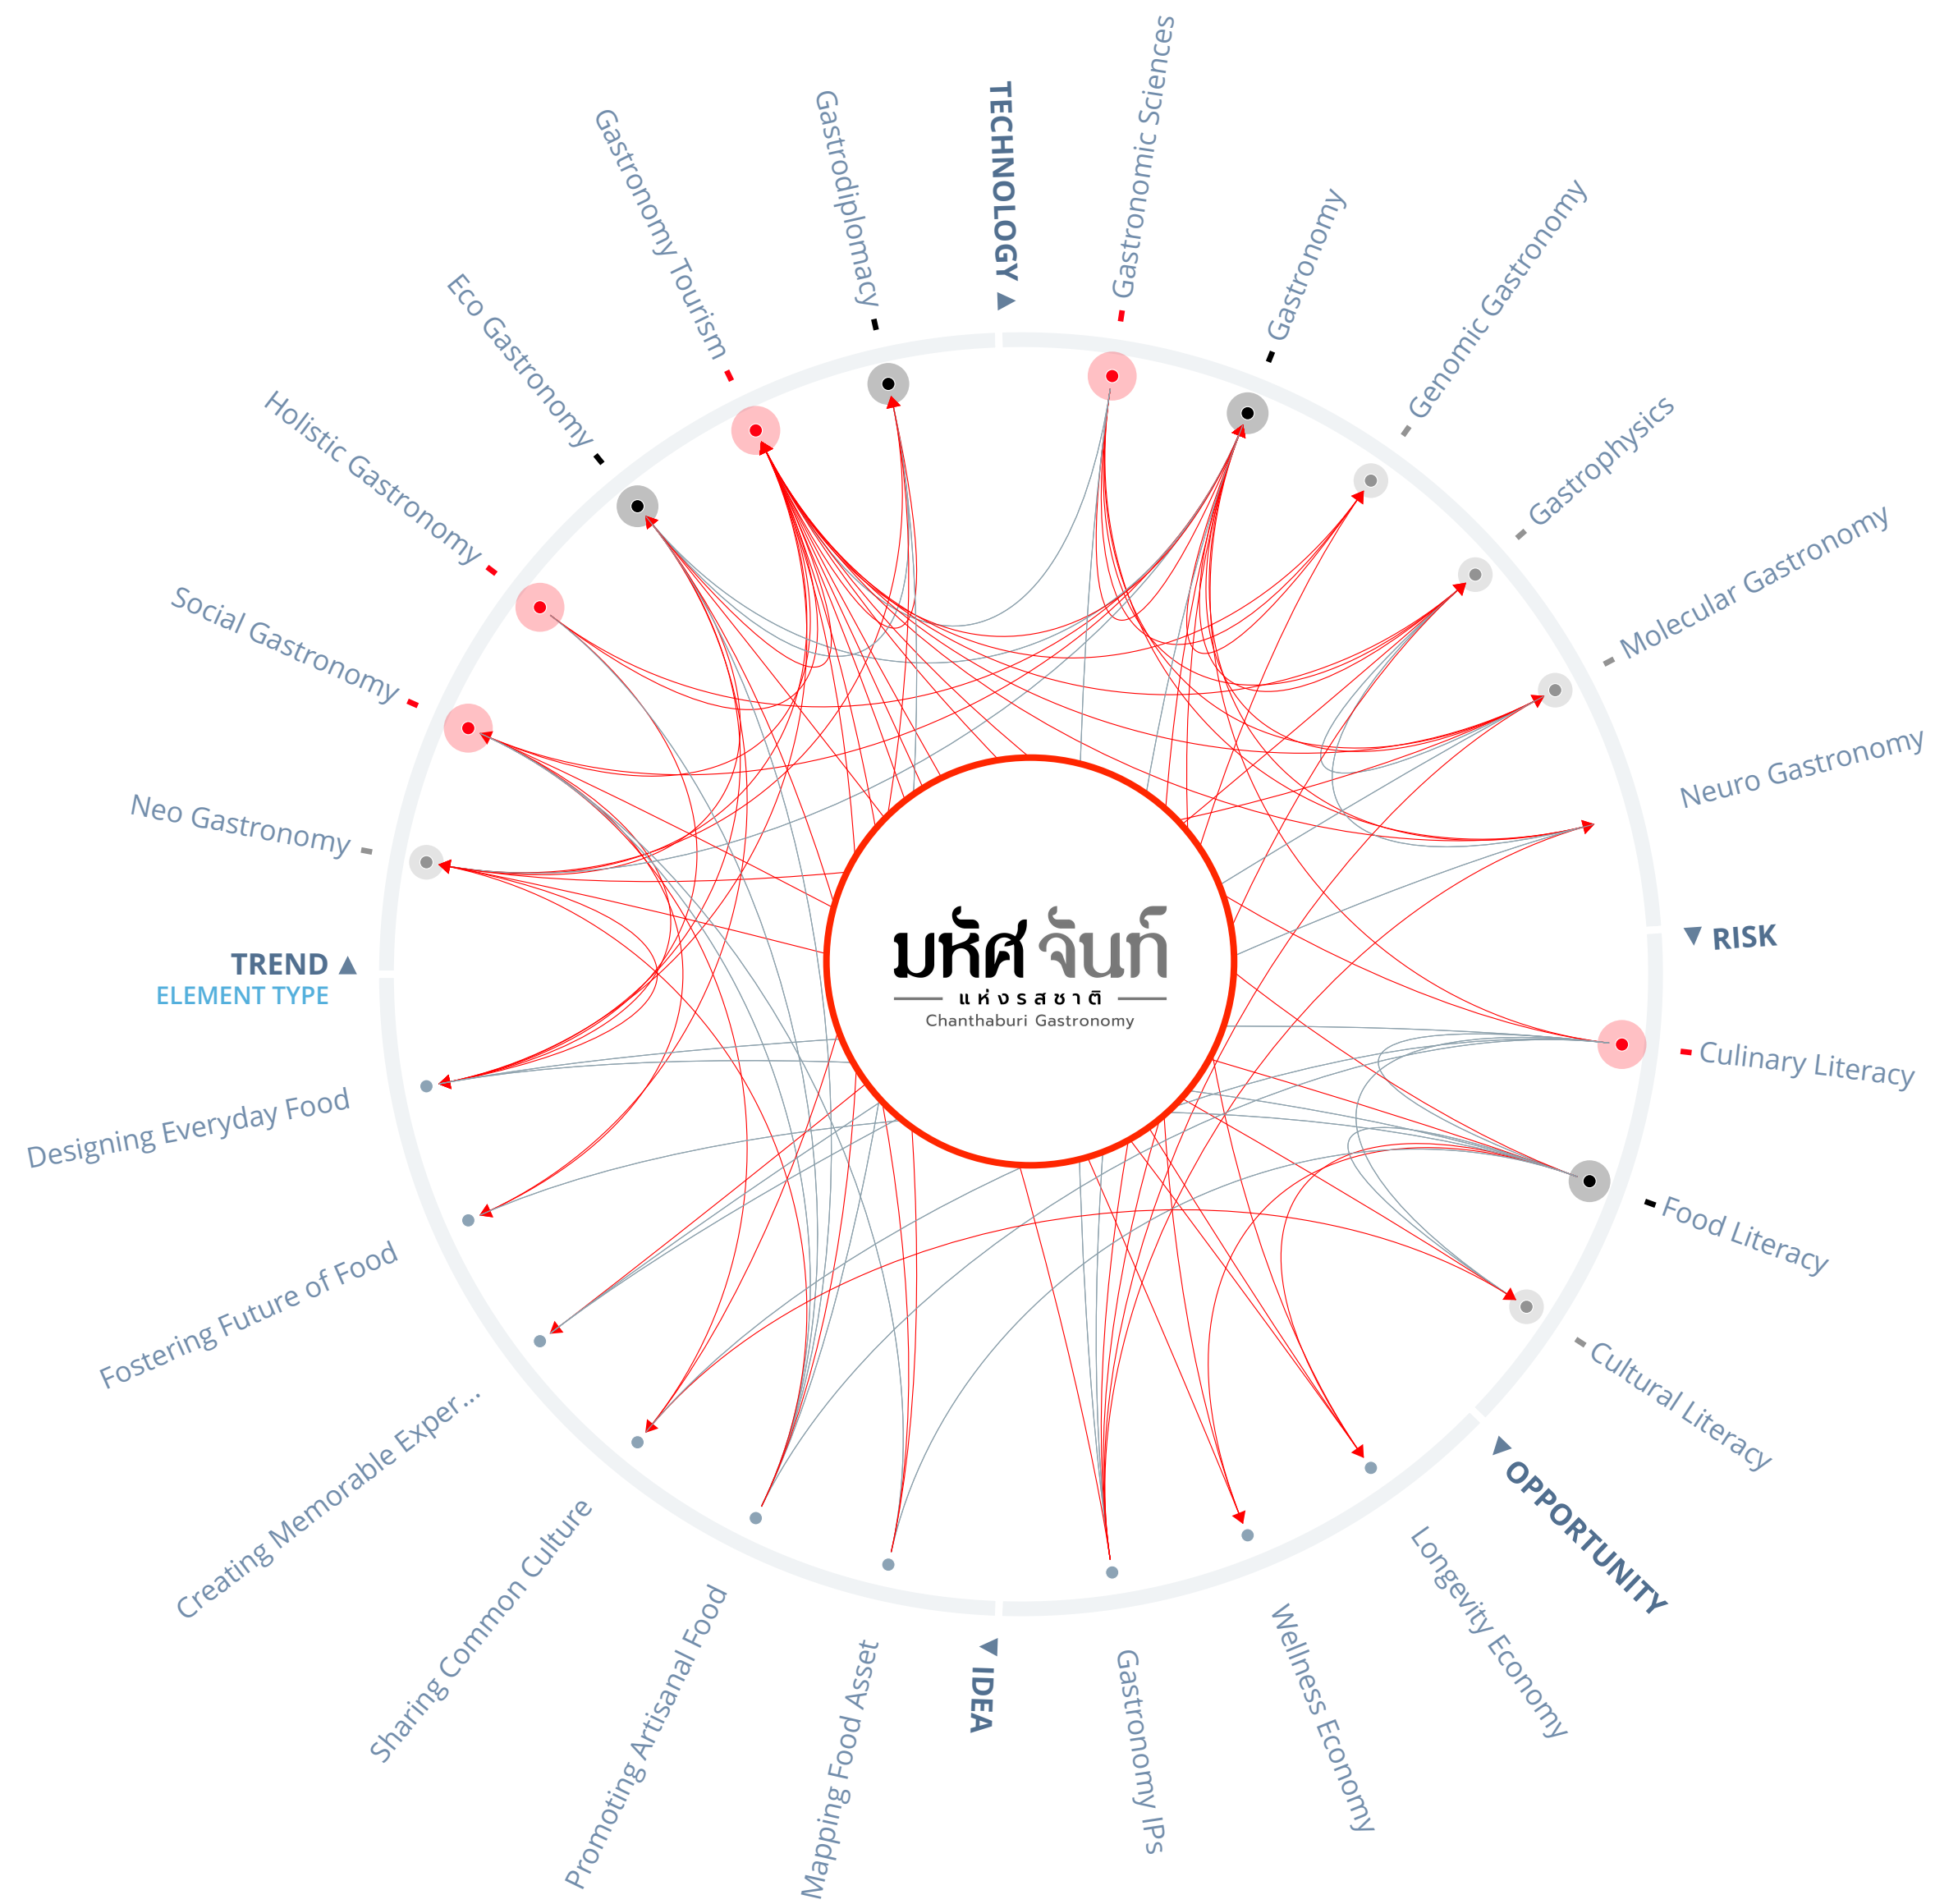 TECHNOLOGY ▲
Gastronomic Sciences
Gastronomy
Genomic Gastronomy
Gastrophysics
Molecular Gastronomy
Neuro Gastronomy
▲ RISK
Culinary Literacy
Food Literacy
Cultural Literacy
▲ OPPORTUNITY
Longevity Economy
Wellness Economy
Gastronomy IPs
▲ IDEA
Mapping Food Asset
Promoting Artisanal Food
Sharing Common Culture
Creating Memorable Exper...
Fostering Future of Food
Designing Everyday Food
TREND ▲
ELEMENT TYPE
Neo Gastronomy
Social Gastronomy
Holistic Gastronomy
Eco Gastronomy
Gastronomy Tourism
Gastrodiplomacy
มหัศจันท์
แห่งรสชาติ
Chanthaburi Gastronomy